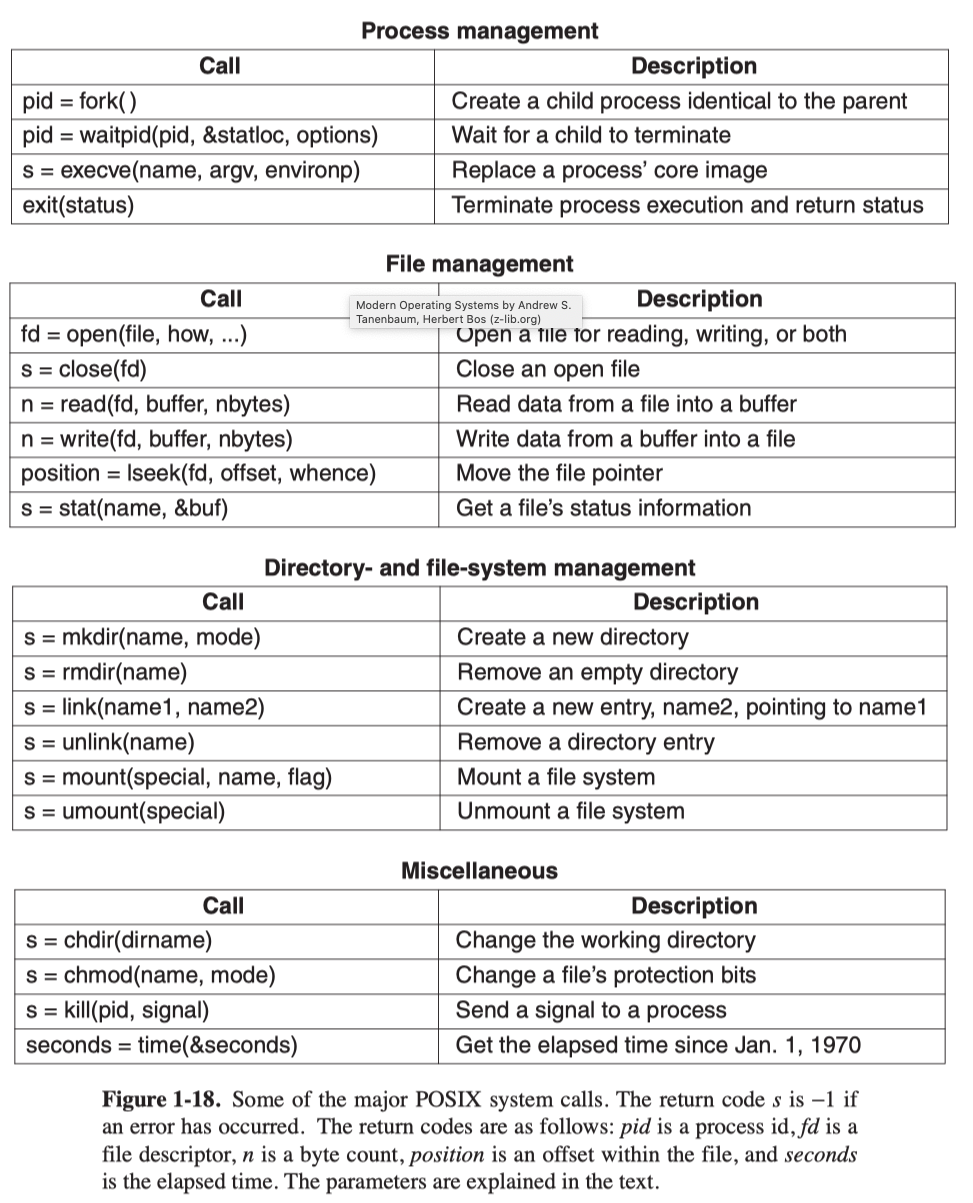 Process management
Call Description
pid = fork( ) Create a child process identical to the parent
pid = waitpid(pid, &statloc, options) Wait for a child to terminate
s = execve(name, argv, environp) Replace a process’ core image
exit(status) Terminate process execution and return status
File management
Call Description
Modern Operating Systems by Andrew S.
Tanenbaum, Herbert Bos (z-lib.org)
fd = open(file, how, ...) Open a file for reading, writing, or both
s = close(fd) Close an open file
n = read(fd, buffer, nbytes) Read data from a file into a buffer
n = write(fd, buffer, nbytes) Write data from a buffer into a file
position = lseek(fd, offset, whence) Move the file pointer
s = stat(name, &buf) Get a file’s status information
Directory- and file-system management
Call Description
s = mkdir(name, mode) Create a new directory
s = rmdir(name) Remove an empty directory
s = link(name1, name2) Create a new entry, name2, pointing to name1
s = unlink(name) Remove a directory entry
s = mount(special, name, flag) Mount a file system
s = umount(special) Unmount a file system
Miscellaneous
Call Description
s = chdir(dirname) Change the working directory
s = chmod(name, mode) Change a file’s protection bits
s = kill(pid, signal) Send a signal to a process
seconds = time(&seconds) Get the elapsed time since Jan. 1, 1970
Figure 1-18. Some of the major POSIX system calls. The return code s is −1 if
an error has occurred. The return codes are as follows: pid is a process id, fd is a
file descriptor, n is a byte count, position is an offset within the file, and seconds
is the elapsed time. The parameters are explained in the text.